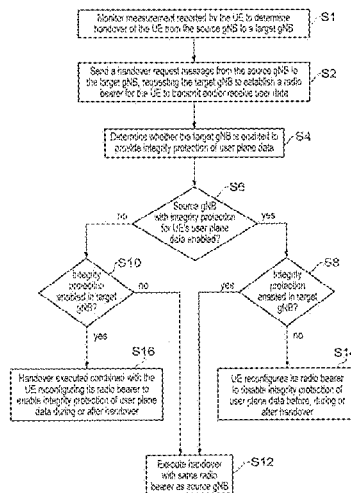 S1
Monitor measurement reported by the UE to determine
handover of the UE from the source gNB to a target gNB
S2
Send a handover request message from the source gNB to
the target gNB, requesting the target gNB to establish a radio
bearer for the UE to transmit and/or receive user data
S4
Determine whether the target gNB is enabled to
provide integrity protection of user plane data
S6
Source gNB
with integrity protection
for UE's user plane
data enabled?
no
yes
S10
Integrity
protection
enabled in target
gNB?
no
yes
S8
Integrity
protection
enabled in target
gNB?
yes
no
S16
Handover executed combined with the
UE reconfiguring its radio bearer to
enable integrity protection of user plane
data during or after handover
S14
UE reconfigures its radio bearer
to disable integrity protection of
user plane data before, during or
after handover
S12
Execute handover
with same radio
bearer as source gNB